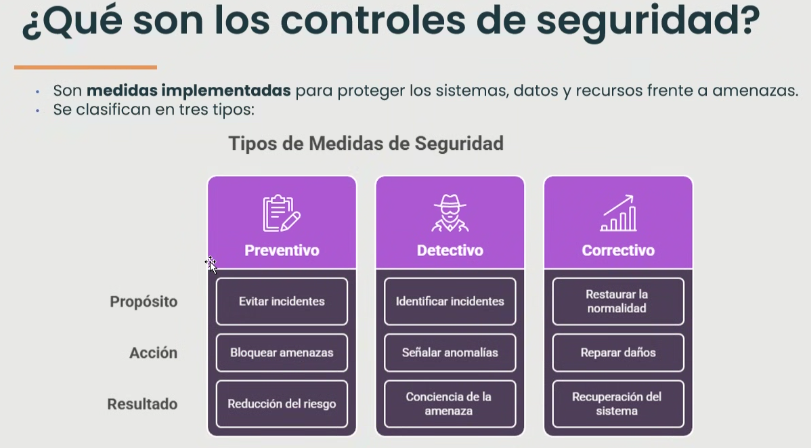 ¿Qué son los controles de seguridad?
• Son medidas implementadas para proteger los sistemas, datos y recursos frente a amenazas.
• Se clasifican en tres tipos:
Tipos de Medidas de Seguridad
Preventivo Detectivo Correctivo
Propósito Evitar incidentes Identificar incidentes Restaurar la
normalidad
Acción Bloquear amenazas Señalar anomalías Reparar daños
Resultado Reducción del riesgo Conciencia de la
amenaza Recuperación del
sistema